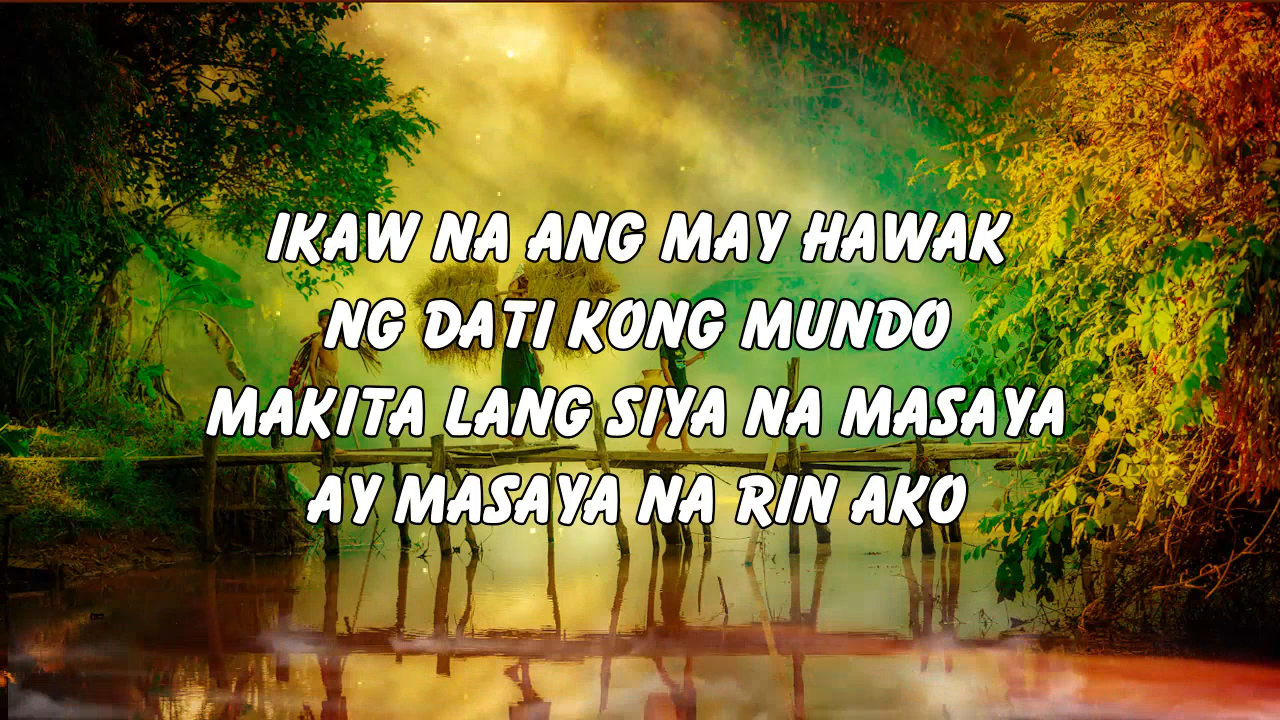 IKAW NA ANG MAY HAWAK
NG DATI KONG MUNDO
MAKITA LANG SIYA NA MASAYA
AY MASAYA NA RIN AKO